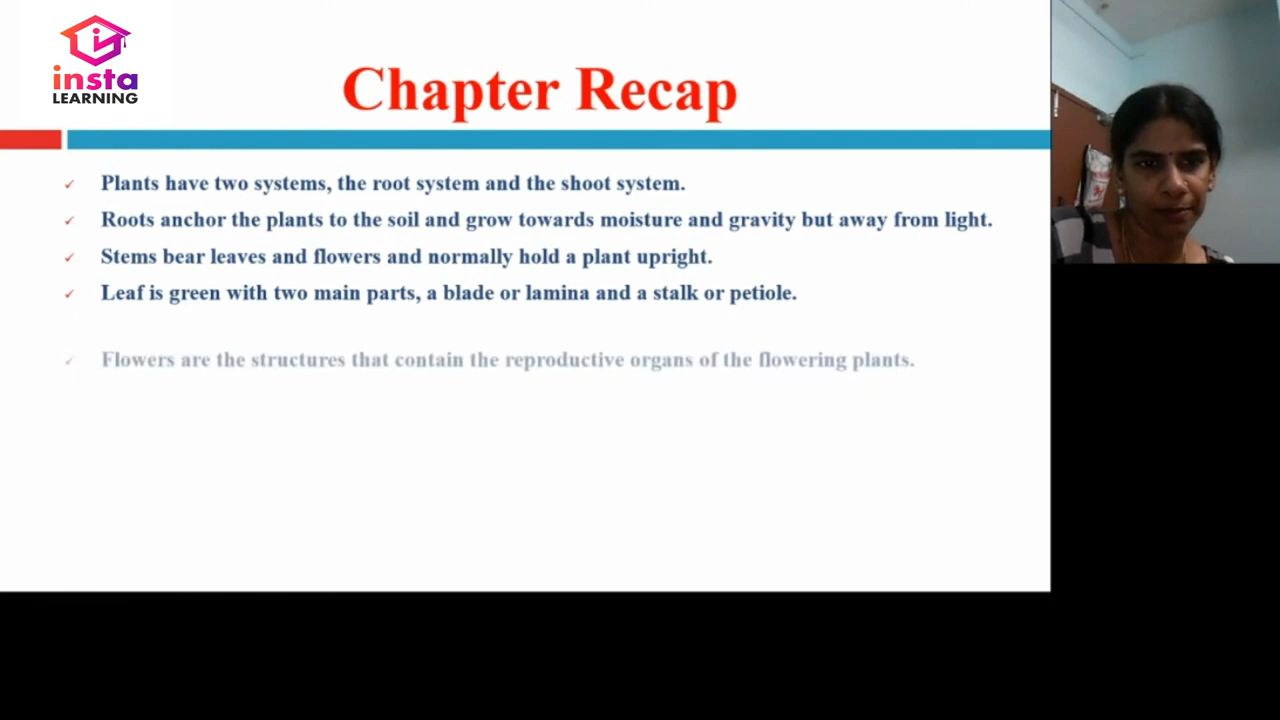 insta
LEARNING
Chapter Recap
✓ Plants have two systems, the root system and the shoot system.
✓ Roots anchor the plants to the soil and grow towards moisture and gravity but away from light.
✓ Stems bear leaves and flowers and normally hold a plant upright.
✓ Leaf is green with two main parts, a blade or lamina and a stalk or petiole.
✓ Flowers are the structures that contain the reproductive organs of the flowering plants.